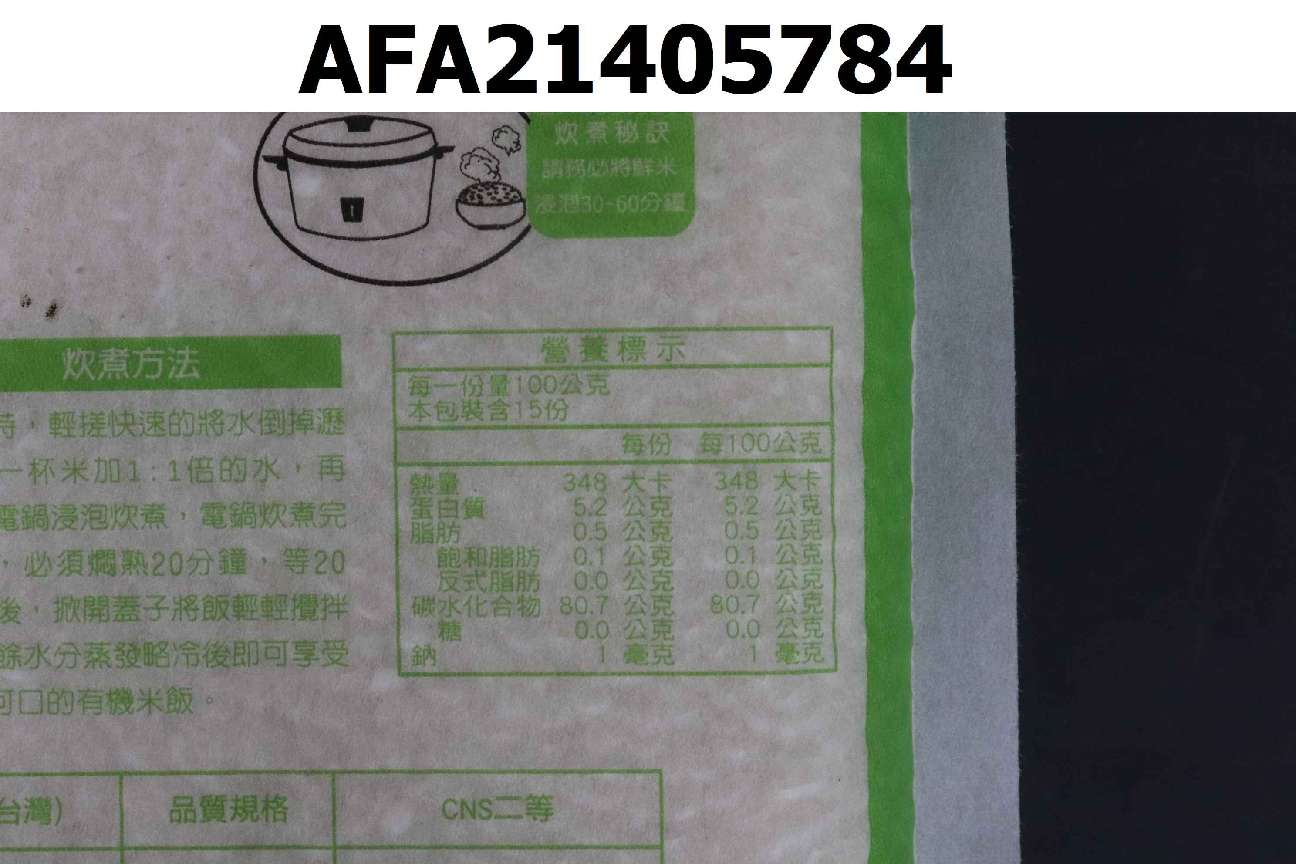 AFA21405784
炊煮秘訣
請務必將鮮米
浸泡30-60分鐘
炊煮方法
時，輕搓快速的將水倒掉瀝
一杯米加1:1倍的水，再
電鍋浸泡炊煮，電鍋炊煮完
，必須燜熟20分鐘，等20
後，掀開蓋子將飯輕輕攪拌
餘水分蒸發略冷後即可享受
可口的有機米飯。
營養標示
每一份量100公克
本包裝含15份
每份 每100公克
熱量 348 大卡 348 大卡
蛋白質 5.2 公克 5.2 公克
脂肪 0.5 公克 0.5 公克
飽和脂肪 0.1 公克 0.1 公克
反式脂肪 0.0 公克 0.0 公克
碳水化合物 80.7 公克 80.7 公克
糖 0.0 公克 0.0 公克
鈉 1 毫克 1 毫克
台灣) 品質規格 CNS二等